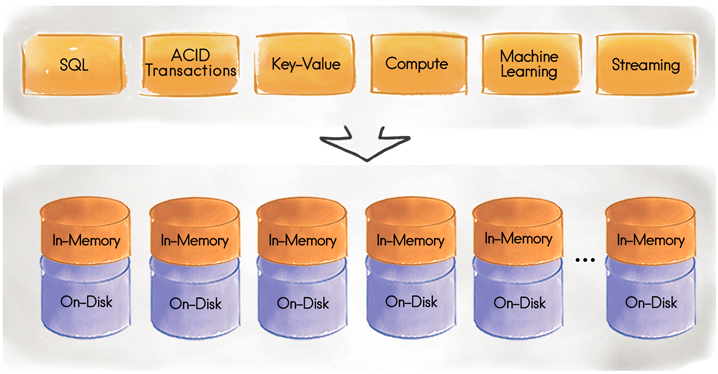 SQL
ACID
Transactions
Key-Value
Compute
Machine
Learning
Streaming
In-Memory
In-Memory
In-Memory
In-Memory
In-Memory
...
In-Memory
On-Disk
On-Disk
On-Disk
On-Disk
On-Disk
On-Disk